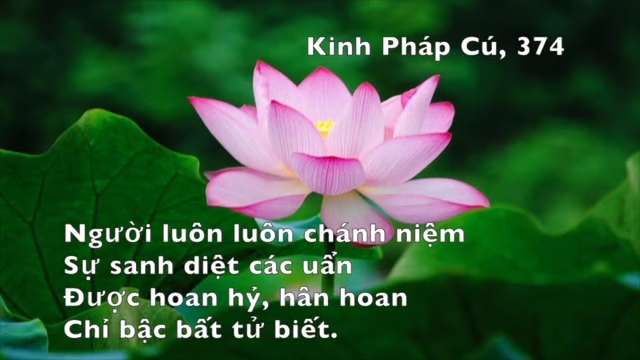 Kinh Pháp Cú, 374
Người luôn luôn chánh niệm
Sự sanh diệt các uẩn
Được hoan hỷ, hân hoan
Chỉ bậc bất tử biết.